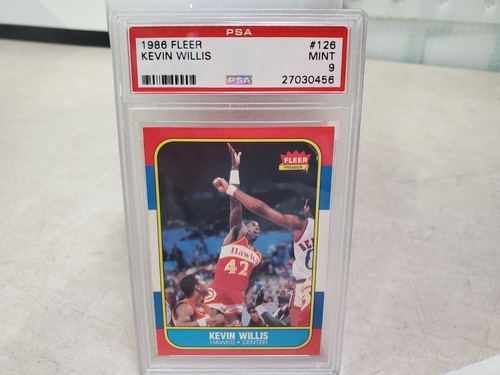 PSA
1986 FLEER #126
KEVIN WILLIS MINT
9
PSA 27030456
FLEER
PREMIER
Hawks
42
KEVIN WILLIS
HAWKS • CENTER